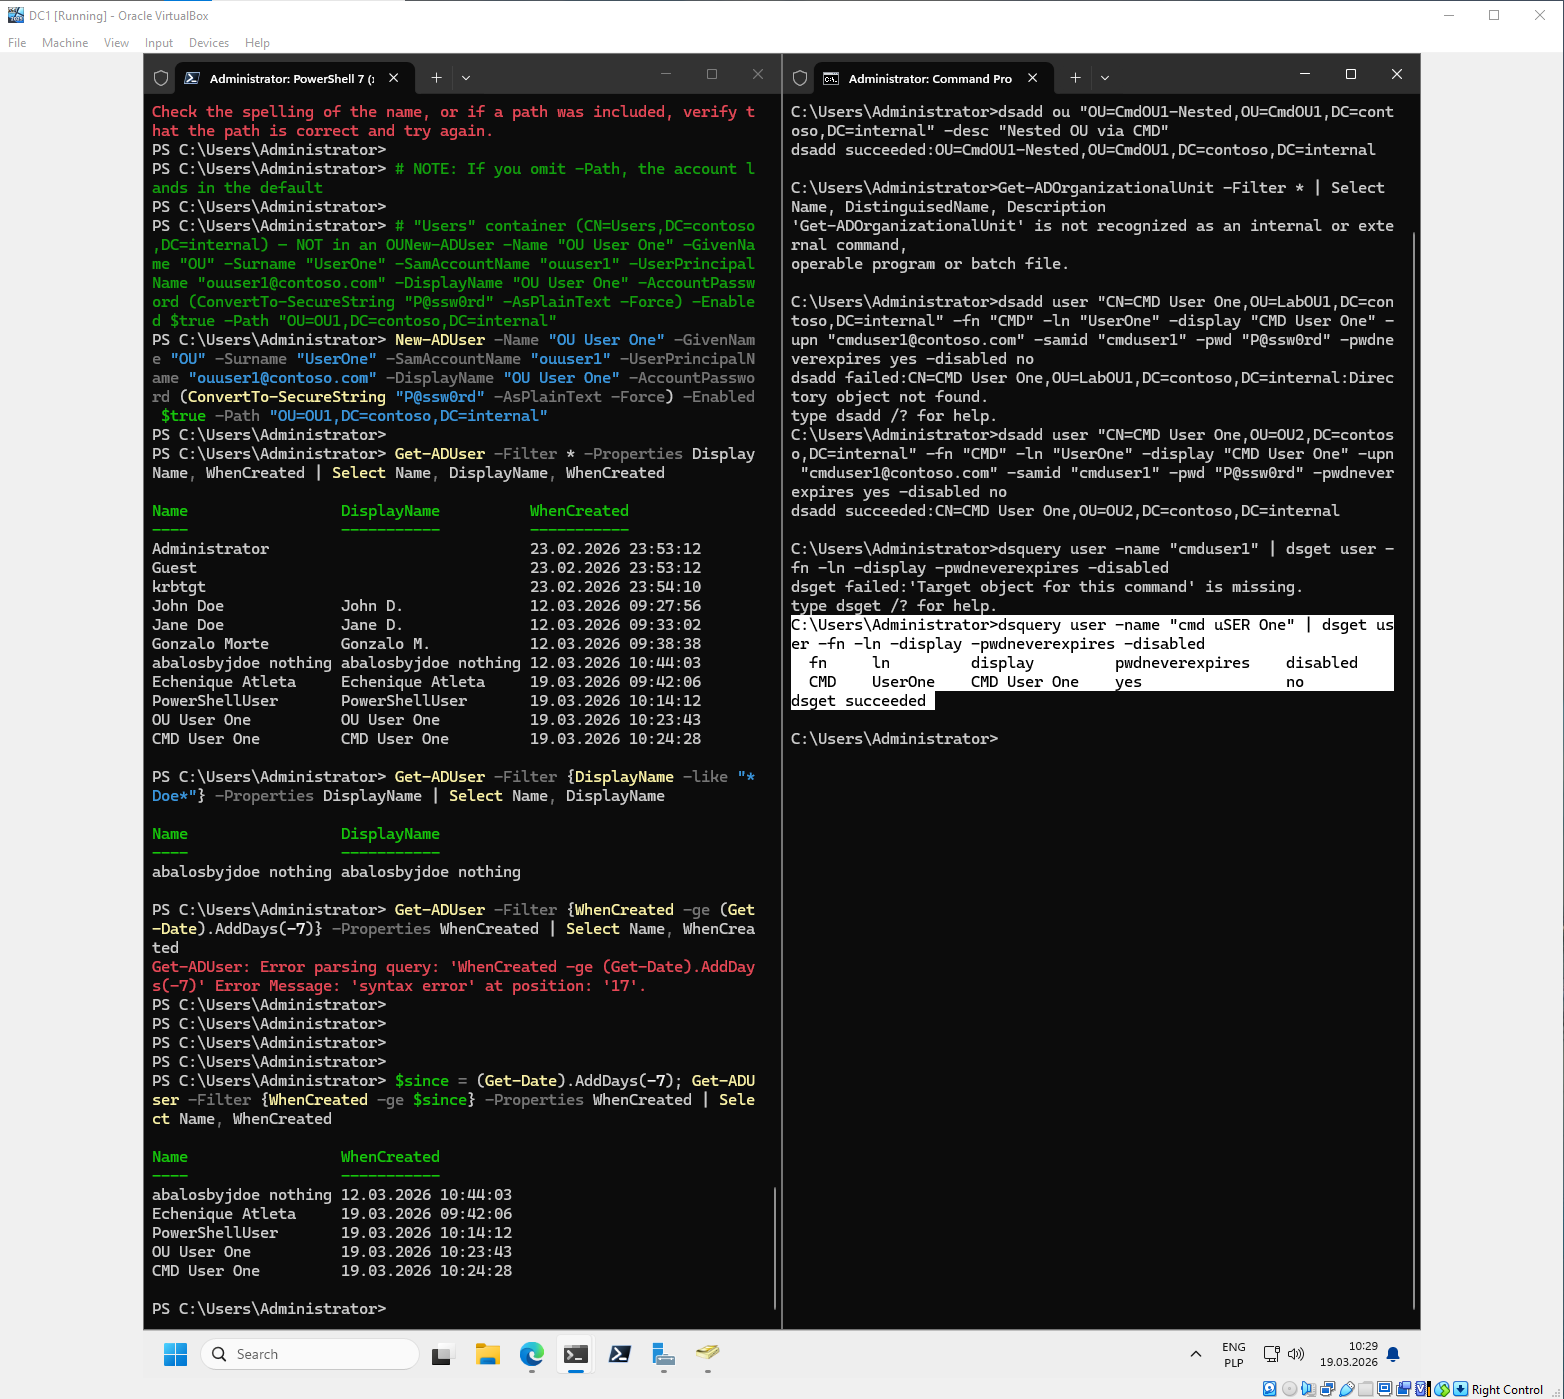 DC1 [Running] - Oracle VirtualBox
File Machine View Input Devices Help
Administrator: PowerShell 7 (:
Check the spelling of the name, or if a path was included, verify t
hat the path is correct and try again.
PS C:\Users\Administrator>
PS C:\Users\Administrator> # NOTE: If you omit -Path, the account l
ands in the default
PS C:\Users\Administrator>
PS C:\Users\Administrator> # "Users" container (CN=Users,DC=contoso
,DC=internal) — NOT in an OUNew-ADUser -Name "OU User One" -GivenNa
me "OU" -Surname "UserOne" -SamAccountName "ouuser1" -UserPrincipal
Name "ouuser1@contoso.com" -DisplayName "OU User One" -AccountPassw
ord (ConvertTo-SecureString "P@ssw0rd" -AsPlainText -Force) -Enable
d $true -Path "OU=OU1,DC=contoso,DC=internal"
PS C:\Users\Administrator> New-ADUser -Name "OU User One" -GivenNam
e "OU" -Surname "UserOne" -SamAccountName "ouuser1" -UserPrincipalN
ame "ouuser1@contoso.com" -DisplayName "OU User One" -AccountPasswo
rd (ConvertTo-SecureString "P@ssw0rd" -AsPlainText -Force) -Enabled
 $true -Path "OU=OU1,DC=contoso,DC=internal"
PS C:\Users\Administrator>
PS C:\Users\Administrator> Get-ADUser -Filter * -Properties Display
Name, WhenCreated | Select Name, DisplayName, WhenCreated
Name DisplayName WhenCreated
---- ----------- -----------
Administrator 23.02.2026 23:53:12
Guest 23.02.2026 23:53:12
krbtgt 23.02.2026 23:54:10
John Doe John D. 12.03.2026 09:27:56
Jane Doe Jane D. 12.03.2026 09:33:02
Gonzalo Morte Gonzalo M. 12.03.2026 09:38:38
abalosbyjdoe nothing abalosbyjdoe nothing 12.03.2026 10:44:03
Echenique Atleta Echenique Atleta 19.03.2026 09:42:06
PowerShellUser PowerShellUser 19.03.2026 10:14:12
OU User One OU User One 19.03.2026 10:23:43
CMD User One CMD User One 19.03.2026 10:24:28
PS C:\Users\Administrator> Get-ADUser -Filter {DisplayName -like "*
Doe*"} -Properties DisplayName | Select Name, DisplayName
Name DisplayName
---- -----------
abalosbyjdoe nothing abalosbyjdoe nothing
PS C:\Users\Administrator> Get-ADUser -Filter {WhenCreated -ge (Get
-Date).AddDays(-7)} -Properties WhenCreated | Select Name, WhenCrea
ted
Get-ADUser: Error parsing query: 'WhenCreated -ge (Get-Date).AddDay
s(-7)' Error Message: 'syntax error' at position: '17'.
PS C:\Users\Administrator>
PS C:\Users\Administrator>
PS C:\Users\Administrator>
PS C:\Users\Administrator>
PS C:\Users\Administrator> $since = (Get-Date).AddDays(-7); Get-ADU
ser -Filter {WhenCreated -ge $since} -Properties WhenCreated | Sele
ct Name, WhenCreated
Name WhenCreated
---- -----------
abalosbyjdoe nothing 12.03.2026 10:44:03
Echenique Atleta 19.03.2026 09:42:06
PowerShellUser 19.03.2026 10:14:12
OU User One 19.03.2026 10:23:43
CMD User One 19.03.2026 10:24:28
PS C:\Users\Administrator>
Administrator: Command Pro
C:\Users\Administrator>dsadd ou "OU=CmdOU1-Nested,OU=CmdOU1,DC=cont
oso,DC=internal" -desc "Nested OU via CMD"
dsadd succeeded:OU=CmdOU1-Nested,OU=CmdOU1,DC=contoso,DC=internal
C:\Users\Administrator>Get-ADOrganizationalUnit -Filter * | Select
Name, DistinguisedName, Description
'Get-ADOrganizationalUnit' is not recognized as an internal or exte
rnal command,
operable program or batch file.
C:\Users\Administrator>dsadd user "CN=CMD User One,OU=LabOU1,DC=con
toso,DC=internal" -fn "CMD" -ln "UserOne" -display "CMD User One" -
upn "cmduser1@contoso.com" -samid "cmduser1" -pwd "P@ssw0rd" -pwdne
verexpires yes -disabled no
dsadd failed:CN=CMD User One,OU=LabOU1,DC=contoso,DC=internal:Direc
tory object not found.
type dsadd /? for help.
C:\Users\Administrator>dsadd user "CN=CMD User One,OU=OU2,DC=contos
o,DC=internal" -fn "CMD" -ln "UserOne" -display "CMD User One" -upn
 "cmduser1@contoso.com" -samid "cmduser1" -pwd "P@ssw0rd" -pwdnever
expires yes -disabled no
dsadd succeeded:CN=CMD User One,OU=OU2,DC=contoso,DC=internal
C:\Users\Administrator>dsquery user -name "cmduser1" | dsget user -
fn -ln -display -pwdneverexpires -disabled
dsget failed:'Target object for this command' is missing.
type dsget /? for help.
C:\Users\Administrator>dsquery user -name "cmd uSER One" | dsget us
er -fn -ln -display -pwdneverexpires -disabled
fn ln display pwdneverexpires disabled
CMD UserOne CMD User One yes no
dsget succeeded
C:\Users\Administrator>
Search
ENG
PLP
10:29
19.03.2026
Right Control